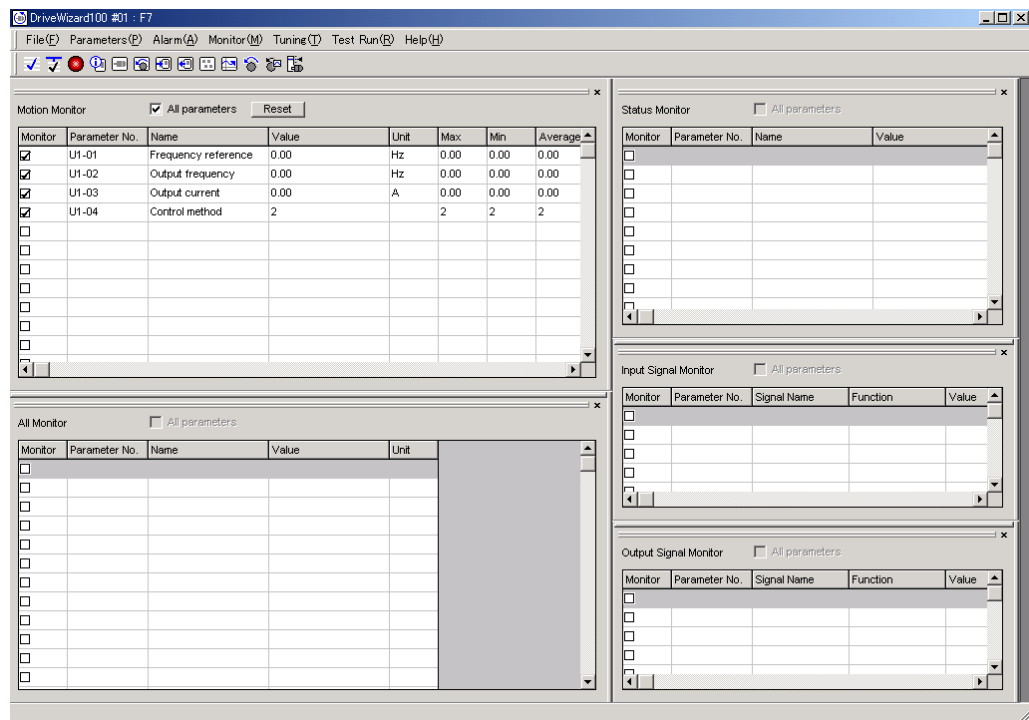 DriveWizard100 #01 : F7
File(F) Parameters(P) Alarm(A) Monitor(M) Tuning(T) Test Run(R) Help(H)
Motion Monitor All parameters Reset
Monitor Parameter No. Name Value Unit Max Min Average
U1-01 Frequency reference 0.00 Hz 0.00 0.00 0.00
U1-02 Output frequency 0.00 Hz 0.00 0.00 0.00
U1-03 Output current 0.00 A 0.00 0.00 0.00
U1-04 Control method 2 2 2 2
All Monitor All parameters
Monitor Parameter No. Name Value Unit
Status Monitor All parameters
Monitor Parameter No. Name Value
Input Signal Monitor All parameters
Monitor Parameter No. Signal Name Function Value
Output Signal Monitor All parameters
Monitor Parameter No. Signal Name Function Value